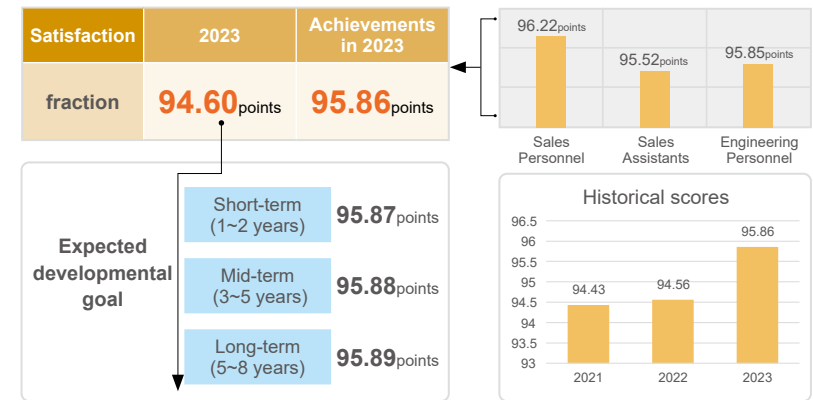 Satisfaction
2023
Achievements
in 2023
fraction
94.60points
95.86points
96.22points
95.52points
95.85points
Sales
Personnel
Sales
Assistants
Engineering
Personnel
Expected
developmental
goal
Short-term
(1~2 years)
95.87points
Mid-term
(3~5 years)
95.88points
Long-term
(5~8 years)
95.89points
Historical scores
96.5
96
95.5
95
94.5
94
93.5
93
94.43
94.56
95.86
2021
2022
2023